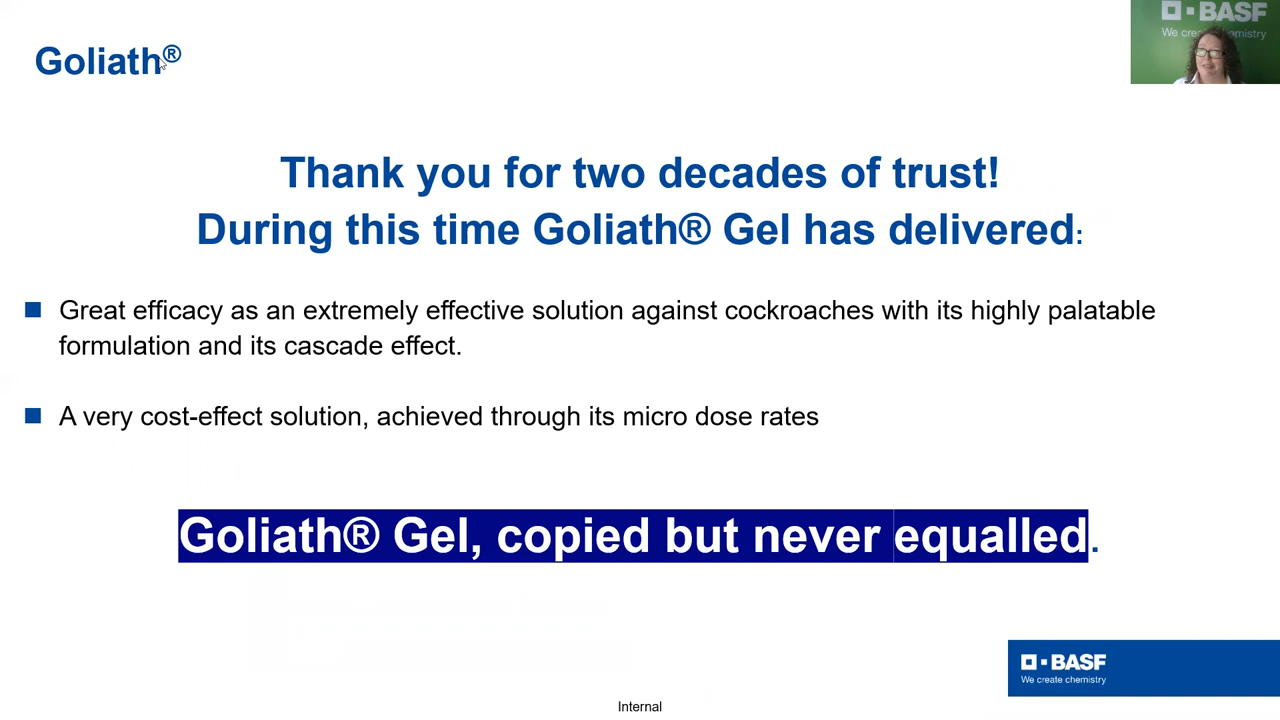 Goliath®
BASF
We create chemistry
Thank you for two decades of trust!
During this time Goliath® Gel has delivered:
Great efficacy as an extremely effective solution against cockroaches with its highly palatable
formulation and its cascade effect.
A very cost-effect solution, achieved through its micro dose rates
Goliath® Gel, copied but never equalled.
BASF
We create chemistry
Internal